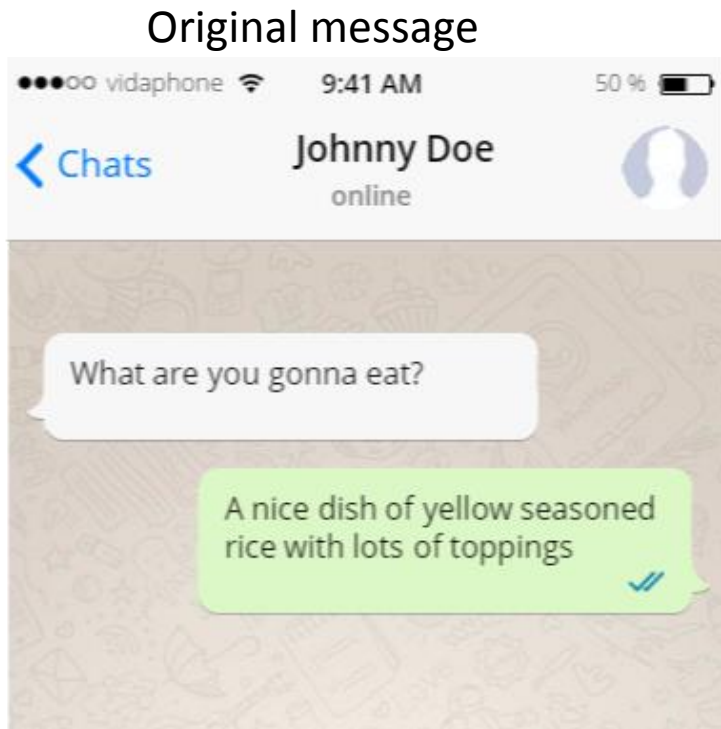 Original message
●●●○○ vidaphone 9:41 AM 50 %
Chats Johnny Doe
online
What are you gonna eat?
A nice dish of yellow seasoned
rice with lots of toppings